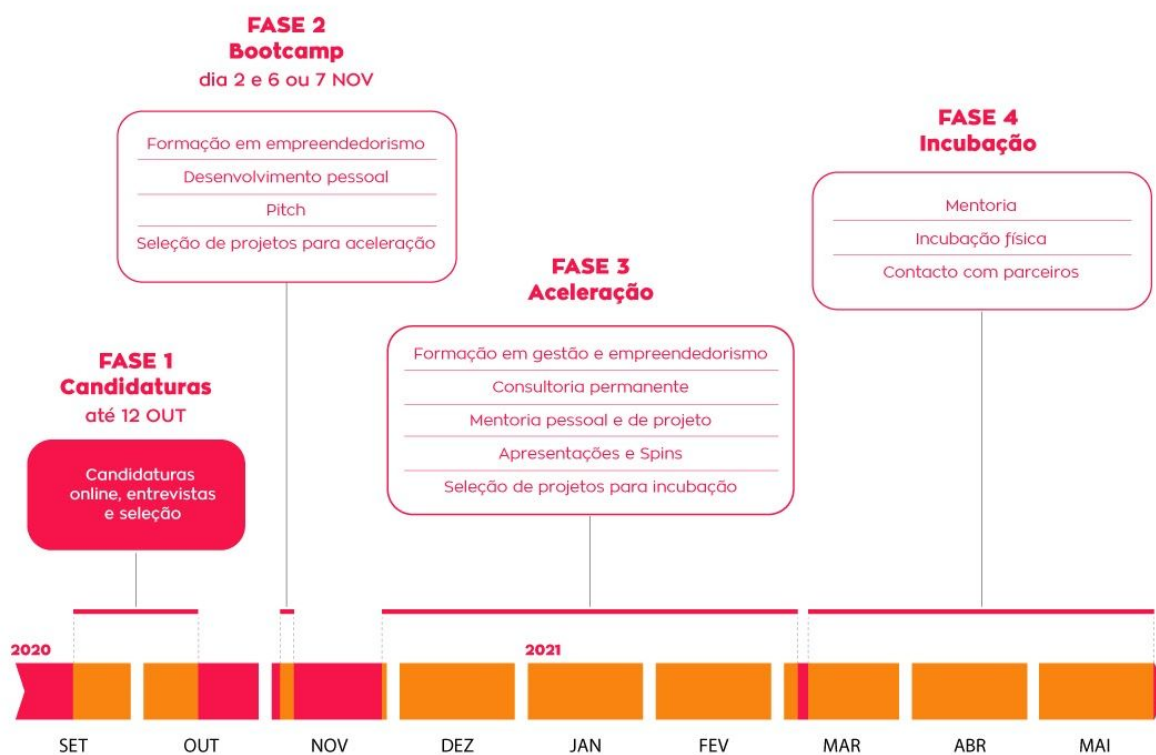 FASE 1
Candidaturas
até 12 OUT
Candidaturas
online, entrevistas
e seleção
FASE 2
Bootcamp
dia 2 e 6 ou 7 NOV
Formação em empreendedorismo
Desenvolvimento pessoal
Pitch
Seleção de projetos para aceleração
FASE 3
Aceleração
Formação em gestão e empreendedorismo
Consultoria permanente
Mentoria pessoal e de projeto
Apresentações e Spins
Seleção de projetos para incubação
FASE 4
Incubação
Mentoria
Incubação física
Contacto com parceiros
2020
2021
SET
OUT
NOV
DEZ
JAN
FEV
MAR
ABR
MAI